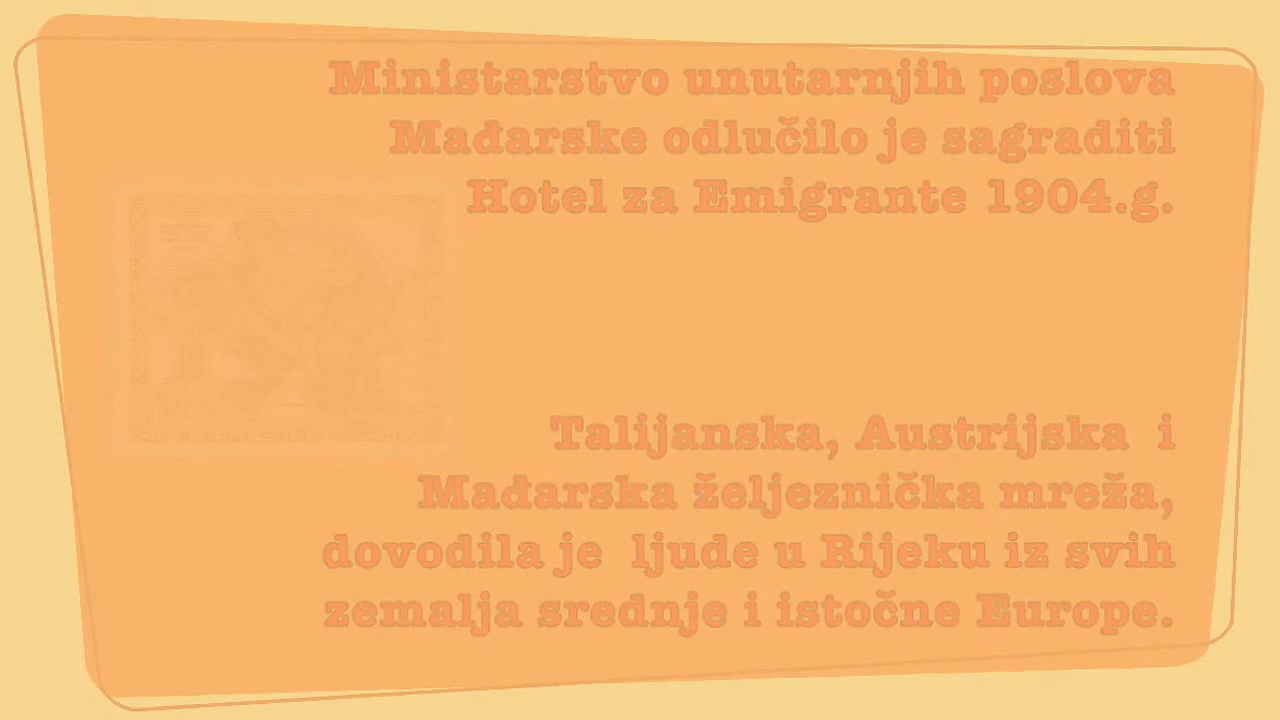 Ministarstvo unutarnjih poslova
Mađarske odlučilo je sagraditi
Hotel za Emigrante 1904.g.
Talijanska, Austrijska i
Mađarska željeznička mreža,
dovodila je ljude u Rijeku iz svih
zemalja srednje i istočne Europe.